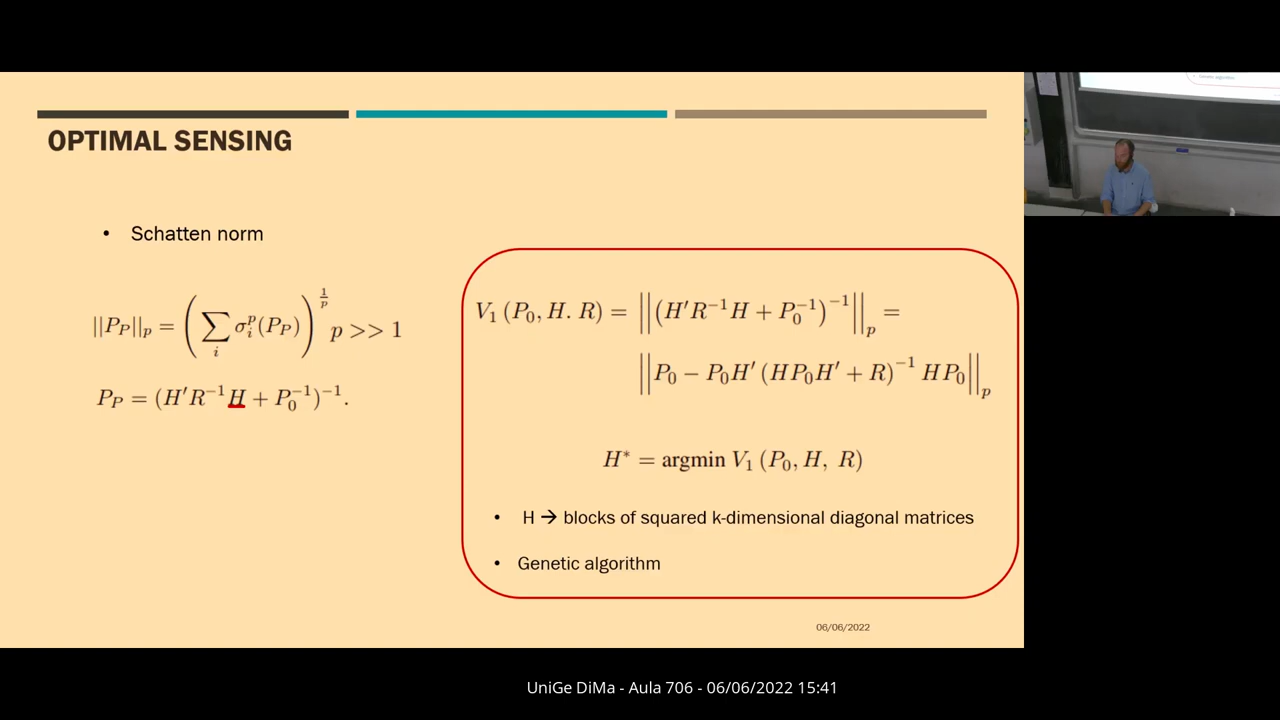 OPTIMAL SENSING
• Schatten norm
||P_P||_p = (∑_i σ_i^p(P_P))^{1/p} p >> 1
P_P = (H′R^{-1}H + P_0^{-1})^{-1}.
V_1 (P_0, H. R) = ||(H′R^{-1}H + P_0^{-1})^{-1}||_p =
||P_0 − P_0H′ (HP_0H′ + R)^{-1} HP_0||_p
H* = argmin V_1 (P_0, H, R)
• H → blocks of squared k-dimensional diagonal matrices
• Genetic algorithm
06/06/2022
UniGe DiMa - Aula 706 - 06/06/2022 15:41